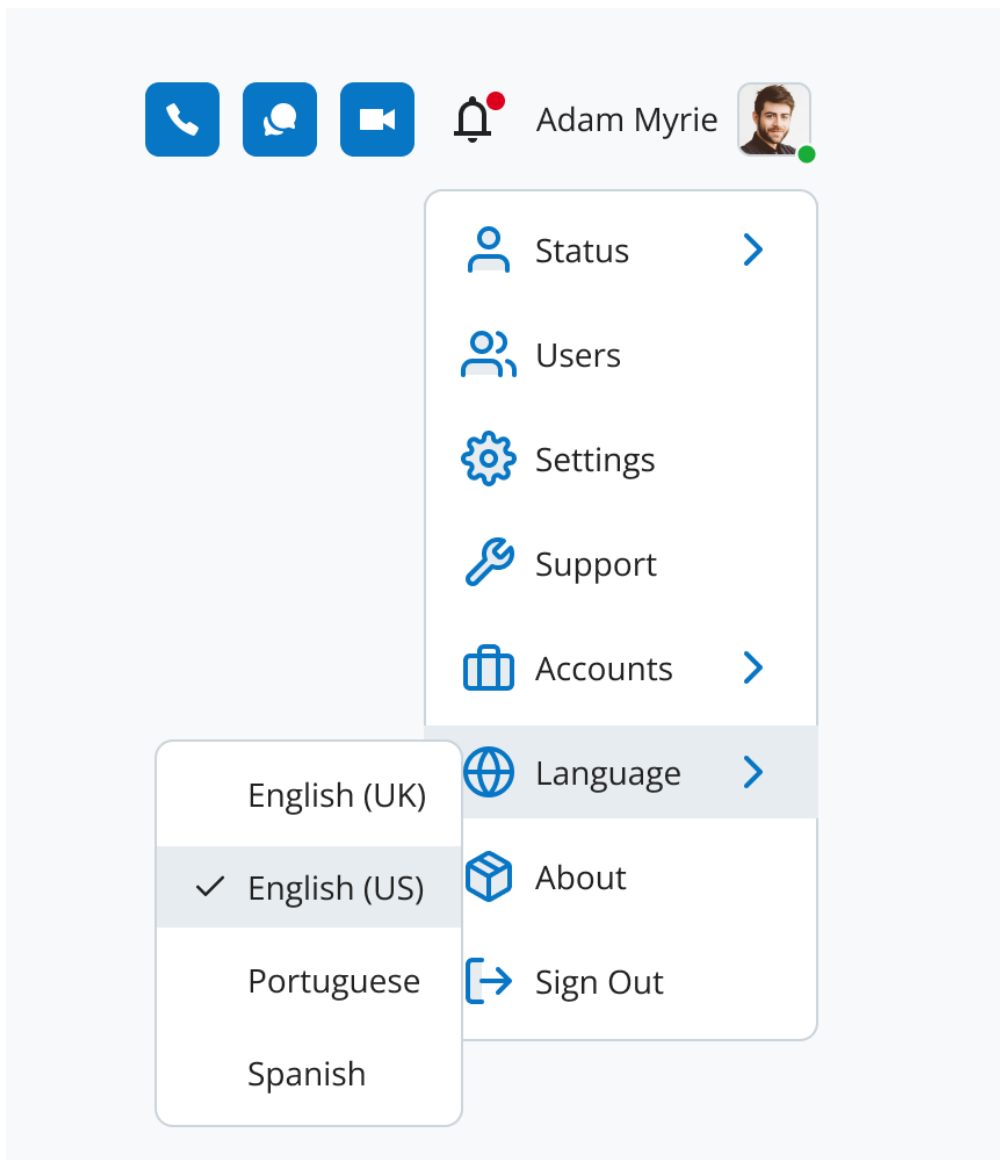 Adam Myrie
Status
Users
Settings
Support
Accounts
Language
English (UK)
English (US)
Portuguese
Spanish
About
Sign Out